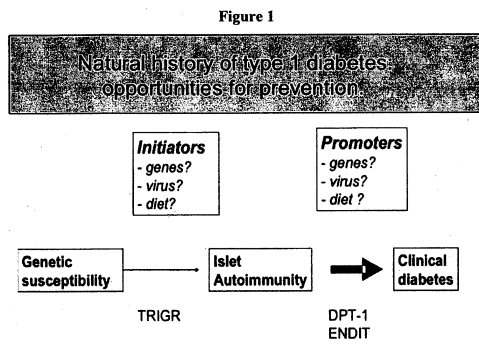 Figure 1
Natural history of type 1 diabetes:
opportunities for prevention.
Initiators
- genes?
- virus?
- diet?
Promoters
- genes?
- virus?
- diet ?
Genetic
susceptibility
Islet
Autoimmunity
Clinical
diabetes
TRIGR
DPT-1
ENDIT